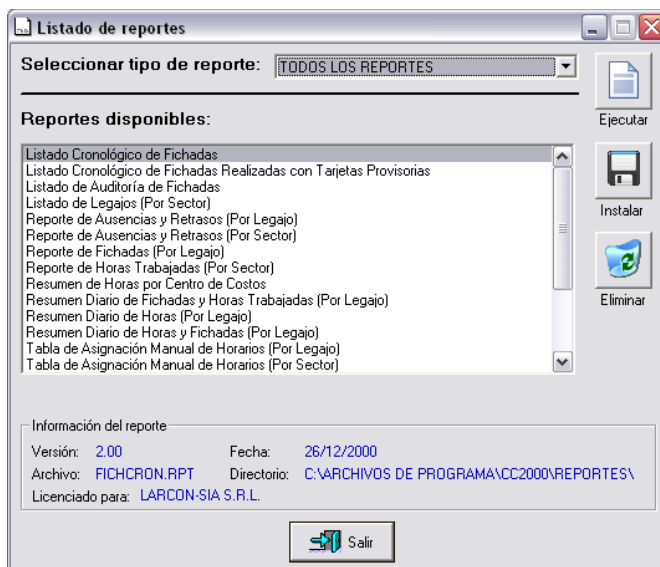 Listado de reportes
Seleccionar tipo de reporte: TODOS LOS REPORTES
Reportes disponibles:
Ejecutar
Listado Cronológico de Fichadas
Listado Cronológico de Fichadas Realizadas con Tarjetas Provisorias
Listado de Auditoría de Fichadas
Listado de Legajos (Por Sector)
Reporte de Ausencias y Retrasos (Por Legajo)
Reporte de Ausencias y Retrasos (Por Sector)
Reporte de Fichadas (Por Legajo)
Reporte de Horas Trabajadas (Por Sector)
Resumen de Horas por Centro de Costos
Resumen Diario de Fichadas y Horas Trabajadas (Por Legajo)
Resumen Diario de Horas (Por Legajo)
Resumen Diario de Horas y Fichadas (Por Legajo)
Tabla de Asignación Manual de Horarios (Por Legajo)
Tabla de Asignación Manual de Horarios (Por Sector)
Instalar
Eliminar
Información del reporte
Versión: 2.00 Fecha: 26/12/2000
Archivo: FICHCRON.RPT Directorio: C:\ARCHIVOS DE PROGRAMA\CC2000\REPORTES\
Licenciado para: LARCON-SIA S.R.L.
Salir